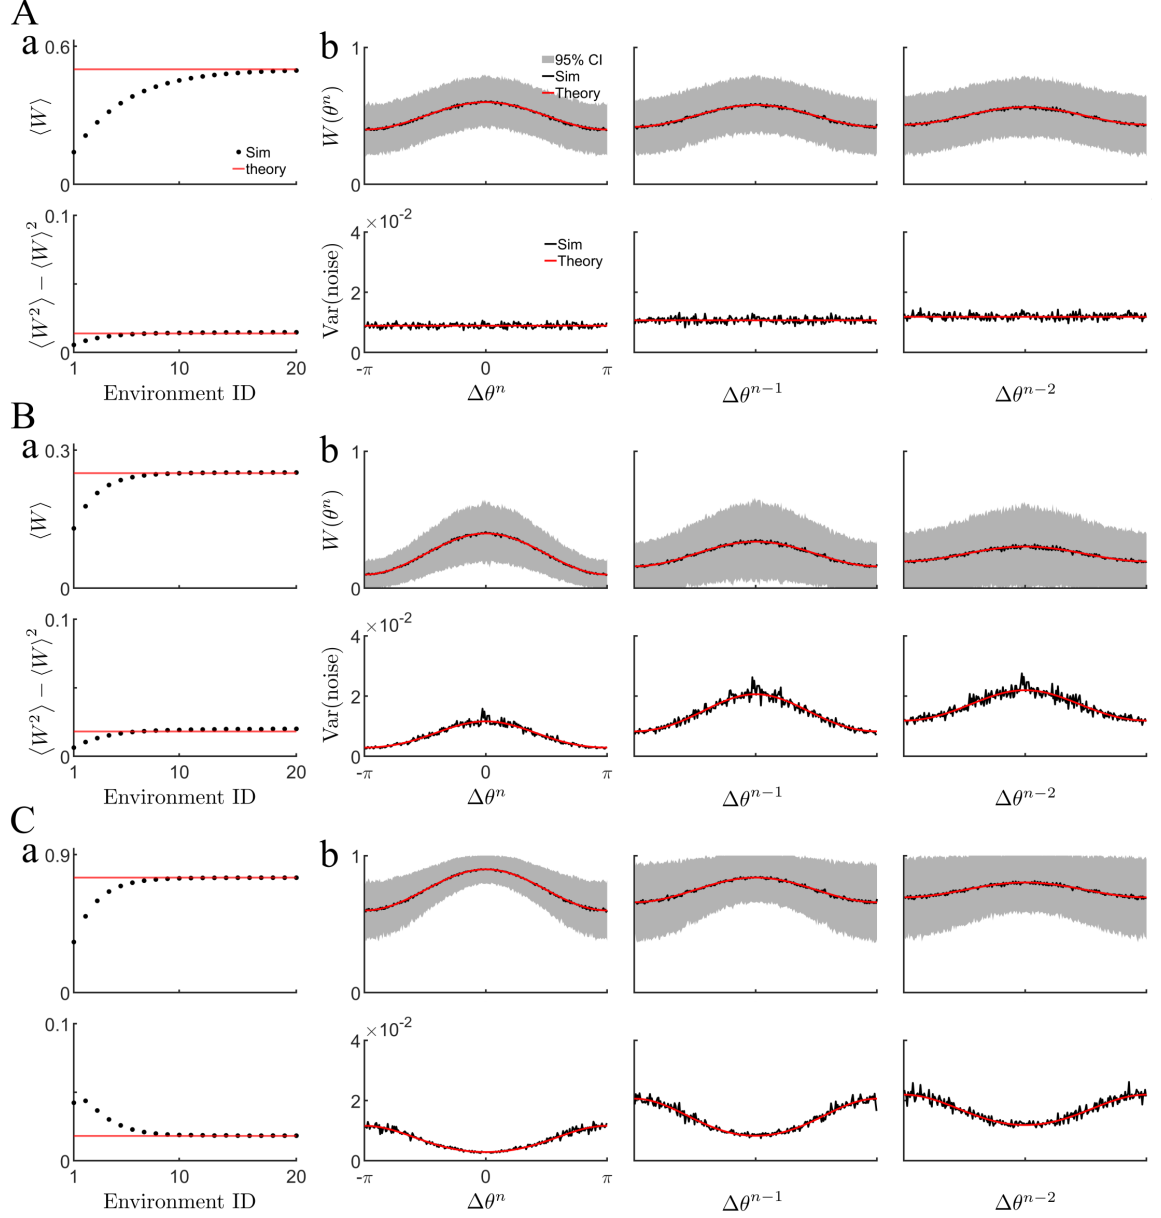 A
a
b
0.6
0
⟨W⟩
Sim
theory
1
0
W(θⁿ)
95% CI
Sim
Theory
0.1
0
⟨W²⟩ − ⟨W⟩²
1
10
20
Environment ID
×10⁻²
4
2
0
Var(noise)
Sim
Theory
-π
0
π
Δθⁿ
Δθⁿ⁻¹
Δθⁿ⁻²
B
a
b
0.3
0
⟨W⟩
1
0
W(θⁿ)
0.1
0
⟨W²⟩ − ⟨W⟩²
1
10
20
Environment ID
×10⁻²
4
2
0
Var(noise)
-π
0
π
Δθⁿ
Δθⁿ⁻¹
Δθⁿ⁻²
C
a
b
0.9
0
1
0
0.1
0
1
10
20
Environment ID
×10⁻²
4
2
0
-π
0
π
Δθⁿ
Δθⁿ⁻¹
Δθⁿ⁻²